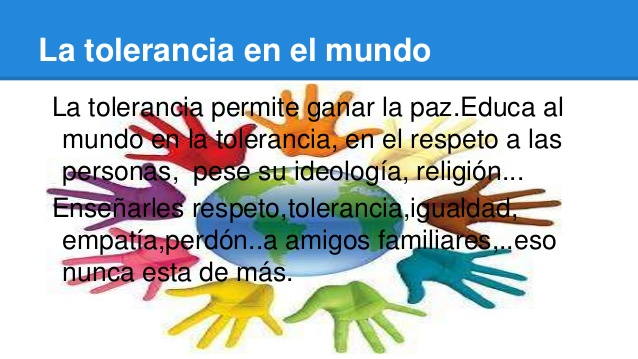 La tolerancia en el mundo
La tolerancia permite ganar la paz.Educa al
mundo en la tolerancia, en el respeto a las
personas, pese su ideología, religión...
Enseñarles respeto,tolerancia,igualdad,
empatía,perdón..a amigos familiares,..eso
nunca esta de más.